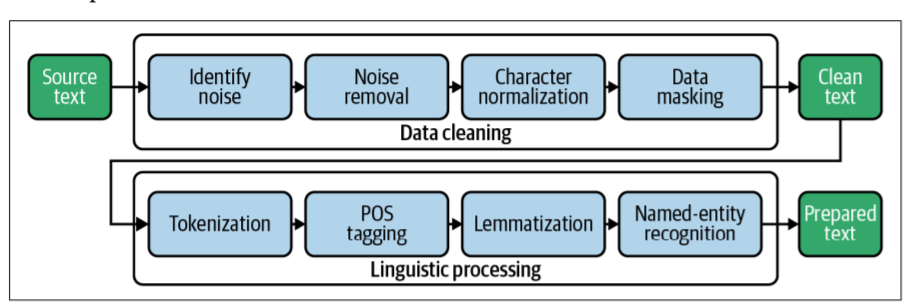 Source
text
Identify
noise
Noise
removal
Character
normalization
Data
masking
Clean
text
Data cleaning
Tokenization
POS
tagging
Lemmatization
Named-entity
recognition
Prepared
text
Linguistic processing